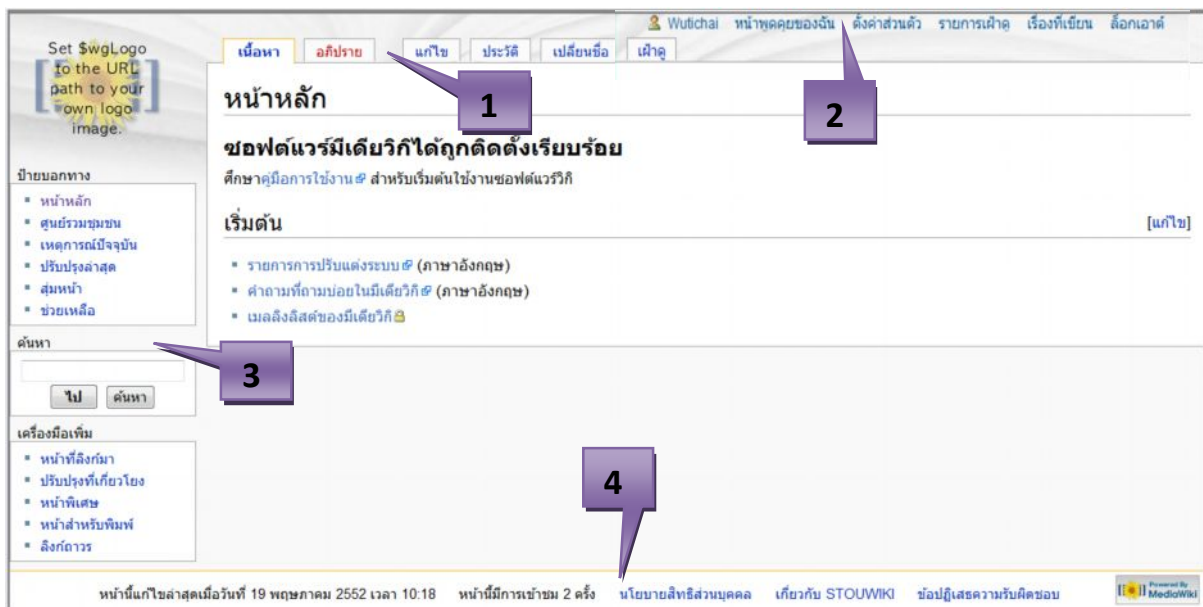 Wutichai หน้าพูดคุยของฉัน ตั้งค่าส่วนตัว รายการเฝ้าดู เรื่องที่เขียน ล็อกเอาต์
Set $wgLogo
to the URL
path to your
own logo
image.
เนื้อหา อภิปราย แก้ไข ประวัติ เปลี่ยนชื่อ เฝ้าดู
1
2
หน้าหลัก
ซอฟต์แวร์มีเดียวิกิได้ถูกติดตั้งเรียบร้อย
ศึกษาคู่มือการใช้งาน สำหรับเริ่มต้นใช้งานซอฟต์แวร์วิกิ
เริ่มต้น [แก้ไข]
รายการการปรับแต่งระบบ (ภาษาอังกฤษ)
คำถามที่ถามบ่อยในมีเดียวิกิ (ภาษาอังกฤษ)
เมลลิงลิสต์ของมีเดียวิกิ
ป้ายบอกทาง
หน้าหลัก
ศูนย์รวมชุมชน
เหตุการณ์ปัจจุบัน
ปรับปรุงล่าสุด
สุ่มหน้า
ช่วยเหลือ
ค้นหา
ไป ค้นหา
3
เครื่องมือเพิ่ม
หน้าที่ลิงก์มา
ปรับปรุงที่เกี่ยวโยง
หน้าพิเศษ
หน้าสำหรับพิมพ์
ลิงก์ถาวร
4
หน้านี้แก้ไขล่าสุดเมื่อวันที่ 19 พฤษภาคม 2552 เวลา 10:18 หน้านี้มีการเข้าชม 2 ครั้ง นโยบายสิทธิส่วนบุคคล เกี่ยวกับ STOUWIKI ข้อปฏิเสธความรับผิดชอบ
Powered By
MediaWiki